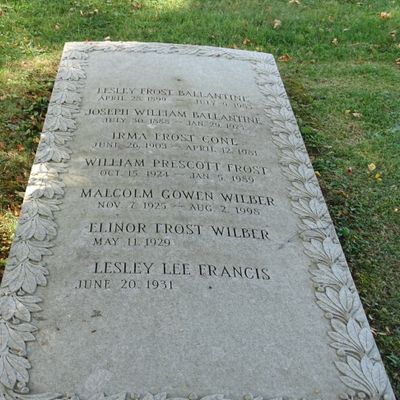 LESLEY FROST BALLANTINE
APRIL 28, 1899 — JULY 9, 1983
JOSEPH WILLIAM BALLANTINE
JULY 30, 1888 — JAN. 29, 1973
IRMA FROST CONE
JUNE 26, 1903 — APRIL 12, 1981
WILLIAM PRESCOTT FROST
OCT. 15, 1924 — JAN. 5, 1989
MALCOLM GOWEN WILBER
NOV. 7, 1925 — AUG. 2, 1998
ELINOR FROST WILBER
MAY 11, 1929
LESLEY LEE FRANCIS
JUNE 20, 1931